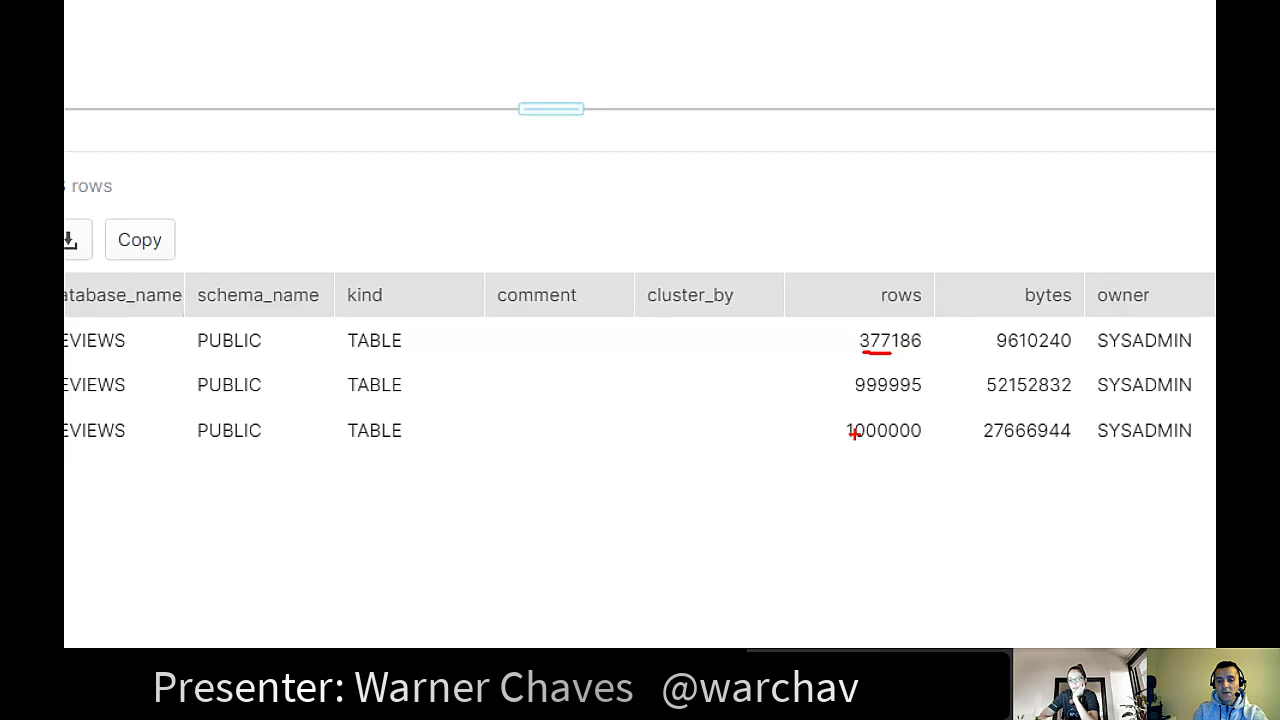 rows
Copy
atabase_name schema_name kind comment cluster_by rows bytes owner
EVIEWS PUBLIC TABLE 377186 9610240 SYSADMIN
EVIEWS PUBLIC TABLE 999995 52152832 SYSADMIN
EVIEWS PUBLIC TABLE 1000000 27666944 SYSADMIN
Presenter: Warner Chaves @warchav